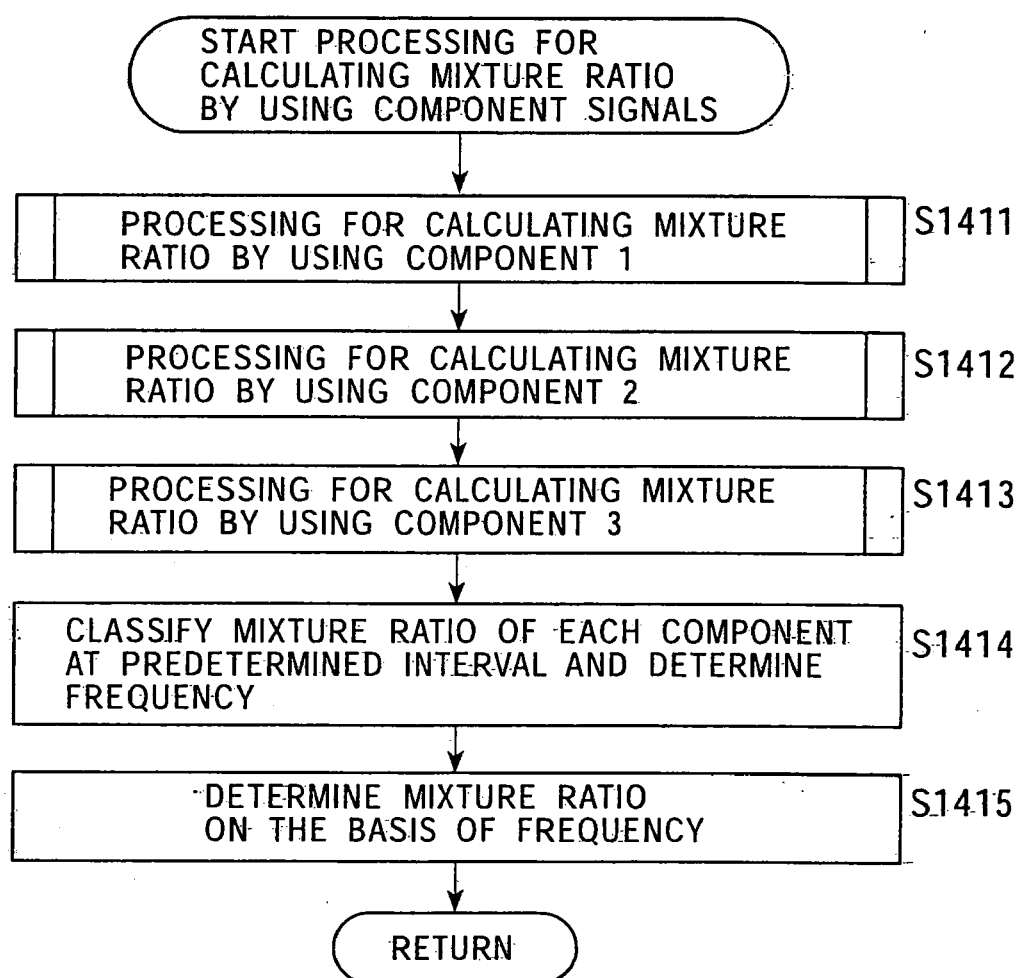 START PROCESSING FOR
CALCULATING MIXTURE RATIO
BY USING COMPONENT SIGNALS
PROCESSING FOR CALCULATING MIXTURE
RATIO BY USING COMPONENT 1
S1411
PROCESSING FOR CALCULATING MIXTURE
RATIO BY USING COMPONENT 2
S1412
PROCESSING FOR CALCULATING MIXTURE
RATIO BY USING COMPONENT 3
S1413
CLASSIFY MIXTURE RATIO OF EACH COMPONENT
AT PREDETERMINED INTERVAL AND DETERMINE
FREQUENCY
S1414
DETERMINE MIXTURE RATIO
ON THE BASIS OF FREQUENCY
S1415
RETURN